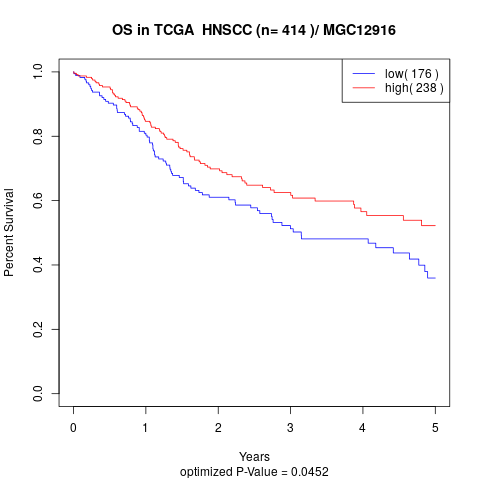 OS in TCGA  HNSCC (n= 414 )/ MGC12916
low( 176 )
high( 238 )
Percent Survival
1.0
0.8
0.6
0.4
0.2
0.0
0 1 2 3 4 5
Years
optimized P-Value = 0.0452